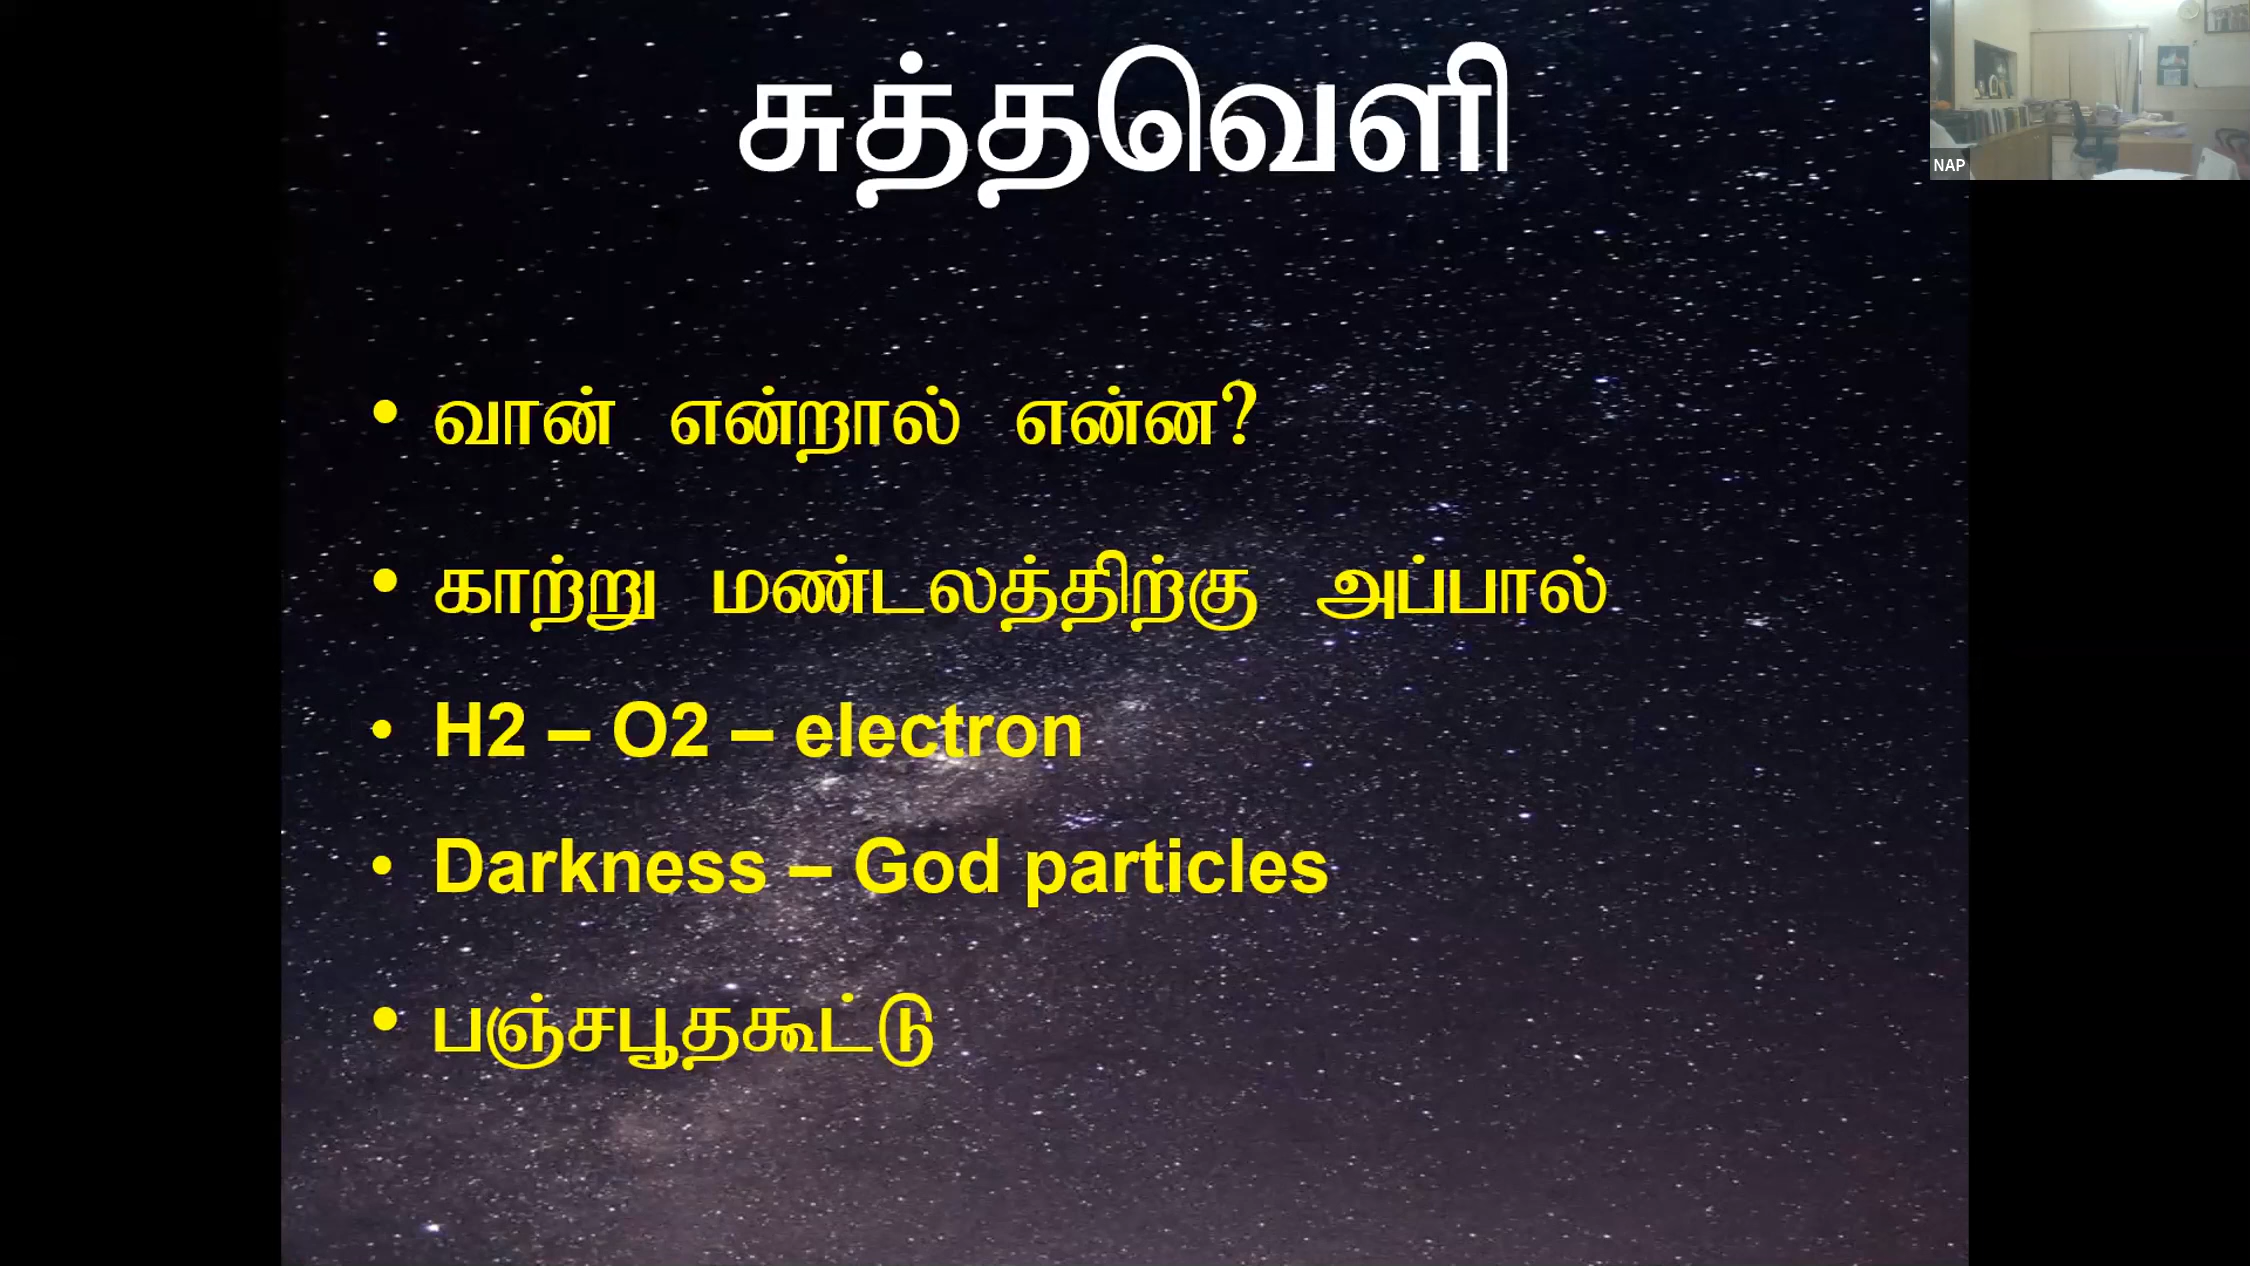 சுத்தவெளி
NAP
• வான் என்றால் என்ன?
• காற்று மண்டலத்திற்கு அப்பால்
• H2 – O2 – electron
• Darkness – God particles
• பஞ்சபூதகூட்டு